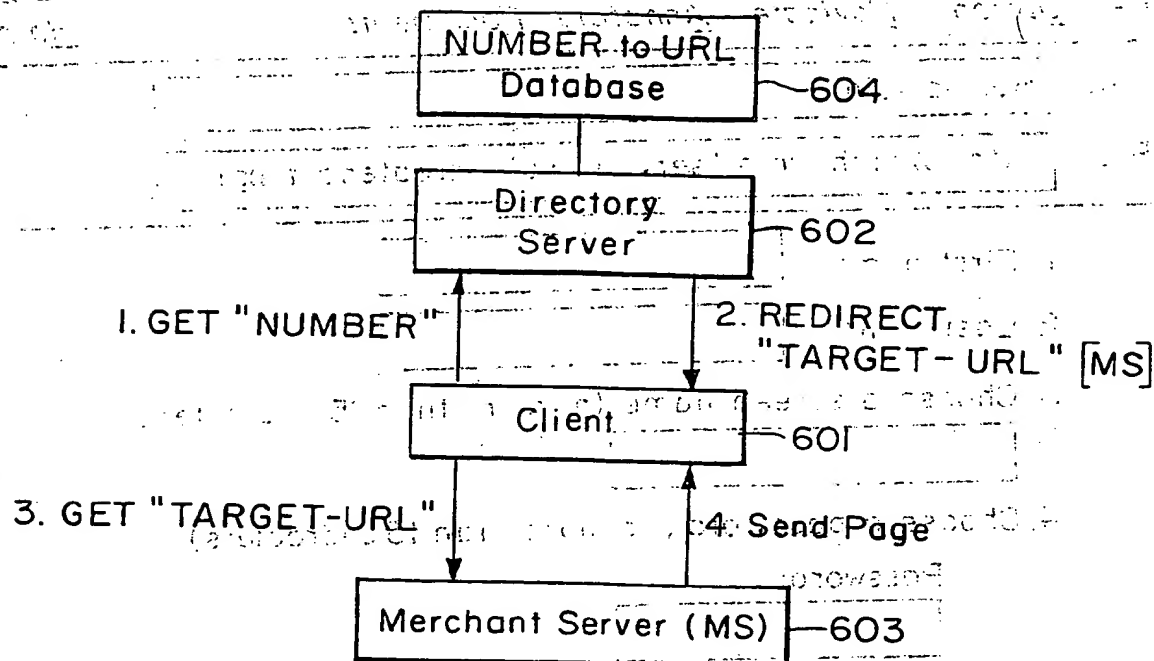 NUMBER to URL
Database
604
Directory
Server
602
1. GET "NUMBER"
2. REDIRECT
"TARGET-URL" [MS]
Client
601
3. GET "TARGET-URL"
4. Send Page
Merchant Server (MS)
603